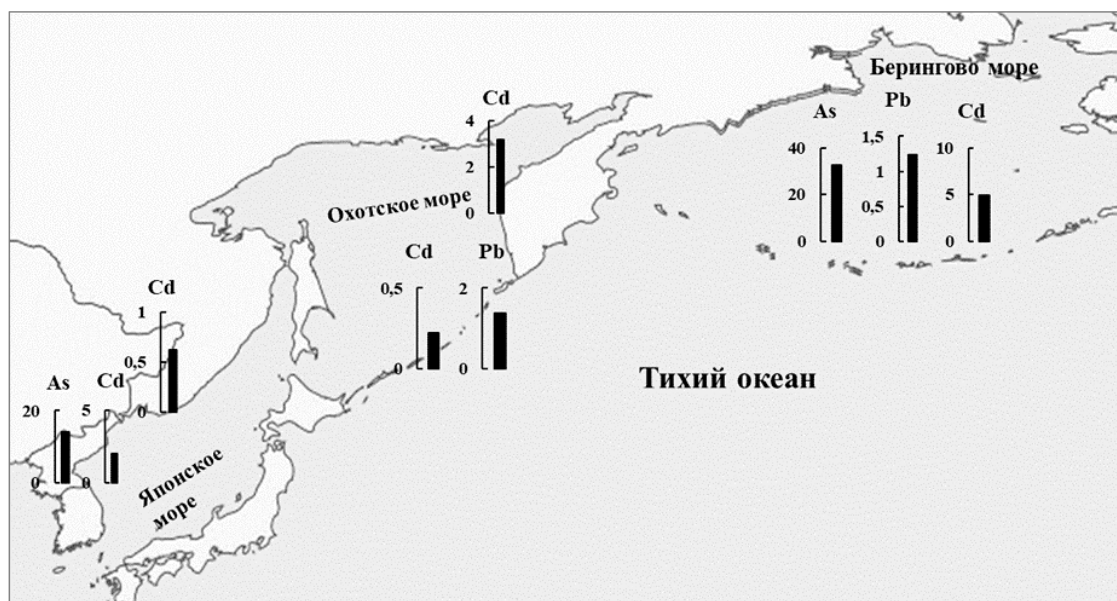 Берингово море
As
Pb
Cd
40
20
0
1,5
1
0,5
0
10
5
0
Cd
4
2
0
Охотское море
Cd
Pb
0,5
0
2
0
Cd
1
0,5
0
As
Cd
20
0
5
0
Тихий океан
Японское
море